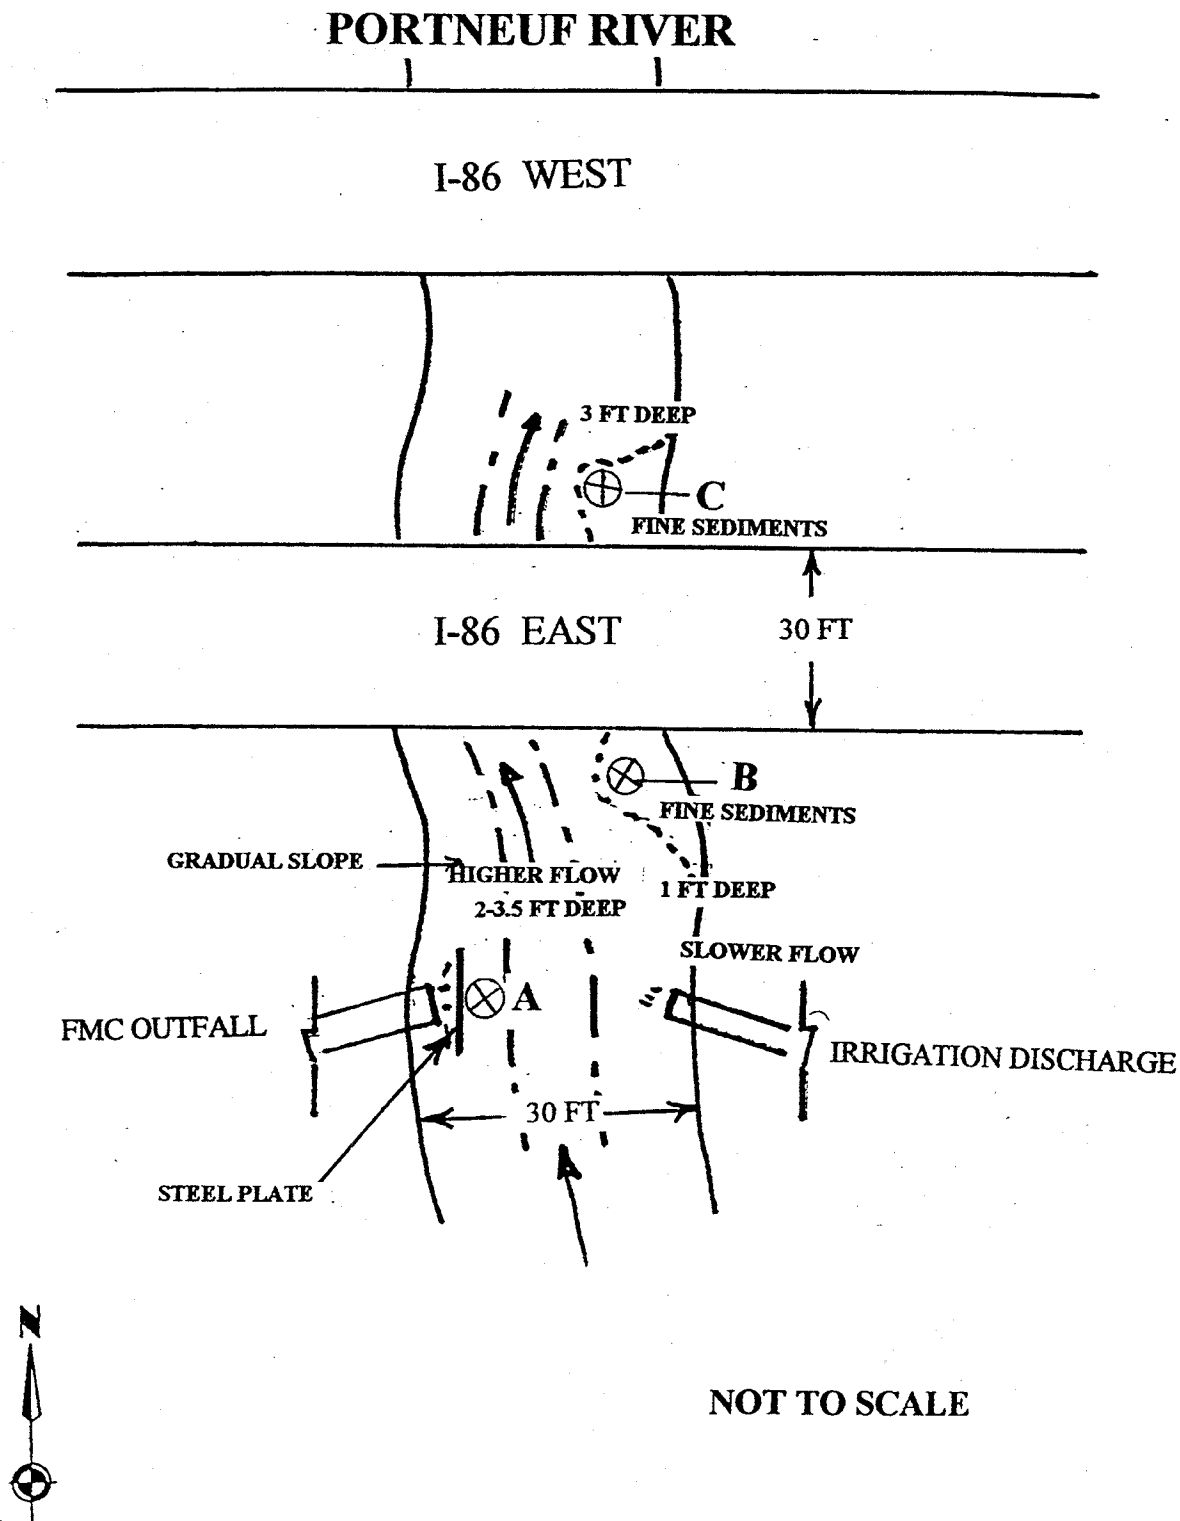 PORTNEUF RIVER
I-86 WEST
3 FT DEEP
C
FINE SEDIMENTS
I-86 EAST
30 FT
B
FINE SEDIMENTS
GRADUAL SLOPE
HIGHER FLOW
2-3.5 FT DEEP
1 FT DEEP
SLOWER FLOW
A
FMC OUTFALL
IRRIGATION DISCHARGE
30 FT
STEEL PLATE
N
NOT TO SCALE